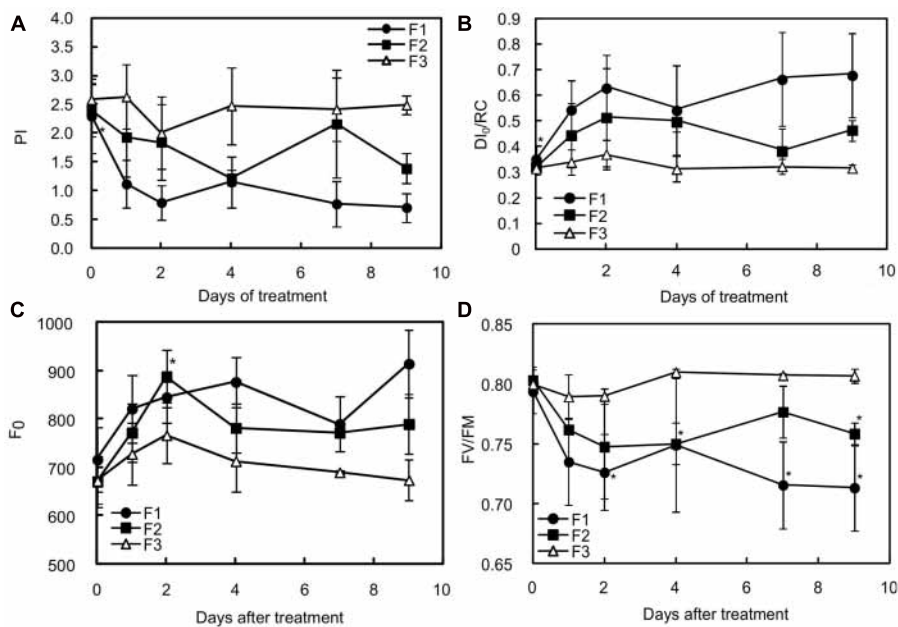 A
4.0
3.5
3.0
2.5
2.0
1.5
1.0
0.5
0.0
PI
0
2
4
6
8
10
Days of treatment
F1
F2
F3
*
B
0.9
0.8
0.7
0.6
0.5
0.4
0.3
0.2
0.1
0
DI0/RC
0
2
4
6
8
10
Days of treatment
F1
F2
F3
*
C
1000
900
800
700
600
500
F0
0
2
4
6
8
10
Days after treatment
F1
F2
F3
*
D
0.85
0.80
0.75
0.70
0.65
FV/FM
0
2
4
6
8
10
Days after treatment
F1
F2
F3
*
*
*
*
*